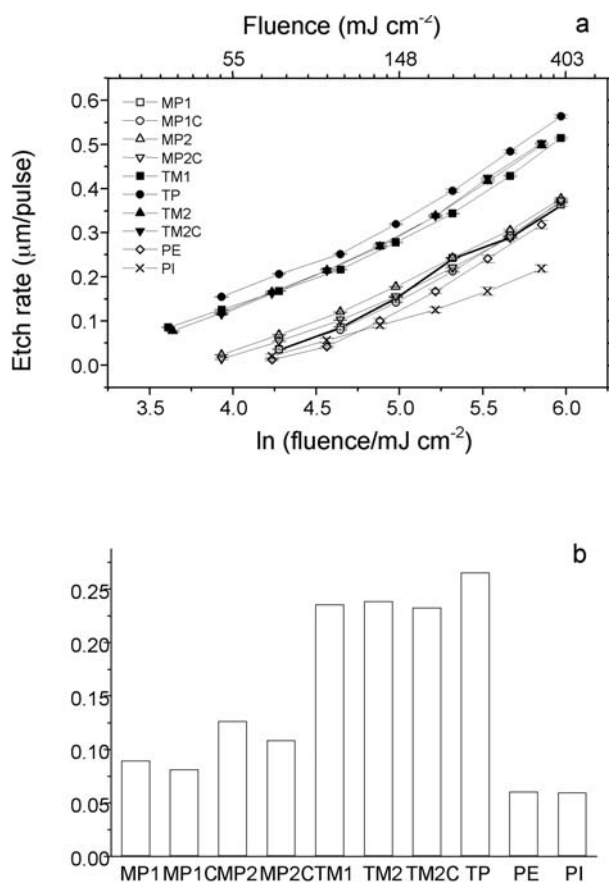 Fluence (mJ cm-2)
a
55 148 403
MP1
MP1C
MP2
MP2C
TM1
TP
TM2
TM2C
PE
PI
0.6
0.5
0.4
0.3
0.2
0.1
0.0
Etch rate (μm/pulse)
3.5 4.0 4.5 5.0 5.5 6.0
ln (fluence/mJ cm-2)
b
0.25
0.20
0.15
0.10
0.05
0.00
MP1 MP1C MP2 MP2C TM1 TM2 TM2C TP PE PI